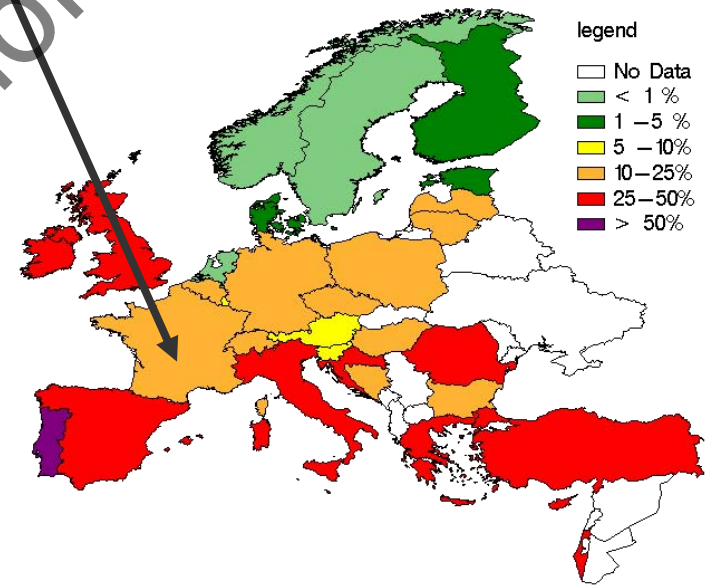 legend
No Data
< 1 %
1 –5 %
5 –10%
10–25%
25–50%
> 50%